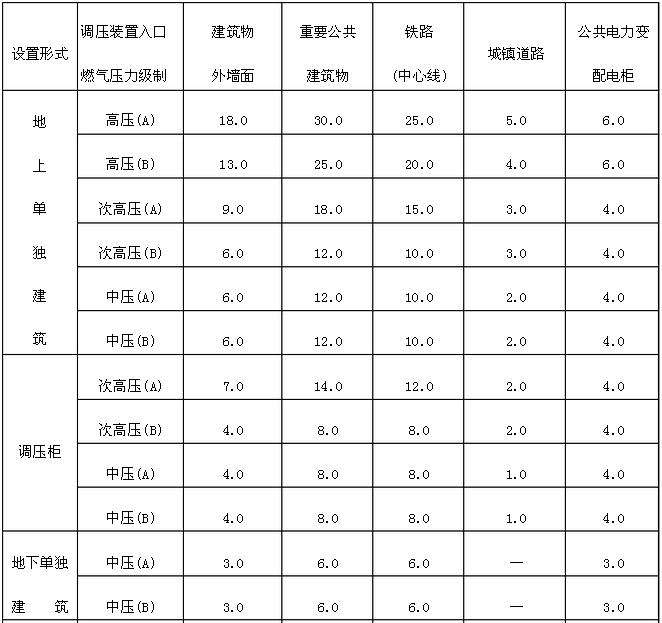 设置形式 调压装置入口 燃气压力级制 建筑物 外墙面 重要公共 建筑物 铁路 (中心线) 城镇道路 公共电力变 配电柜
地上单独建筑 高压(A) 18.0 30.0 25.0 5.0 6.0
高压(B) 13.0 25.0 20.0 4.0 6.0
次高压(A) 9.0 18.0 15.0 3.0 4.0
次高压(B) 6.0 12.0 10.0 3.0 4.0
中压(A) 6.0 12.0 10.0 2.0 4.0
中压(B) 6.0 12.0 10.0 2.0 4.0
调压柜 次高压(A) 7.0 14.0 12.0 2.0 4.0
次高压(B) 4.0 8.0 8.0 2.0 4.0
中压(A) 4.0 8.0 8.0 1.0 4.0
中压(B) 4.0 8.0 8.0 1.0 4.0
地下单独 中压(A) 3.0 6.0 6.0 — 3.0
建 筑 中压(B) 3.0 6.0 6.0 — 3.0